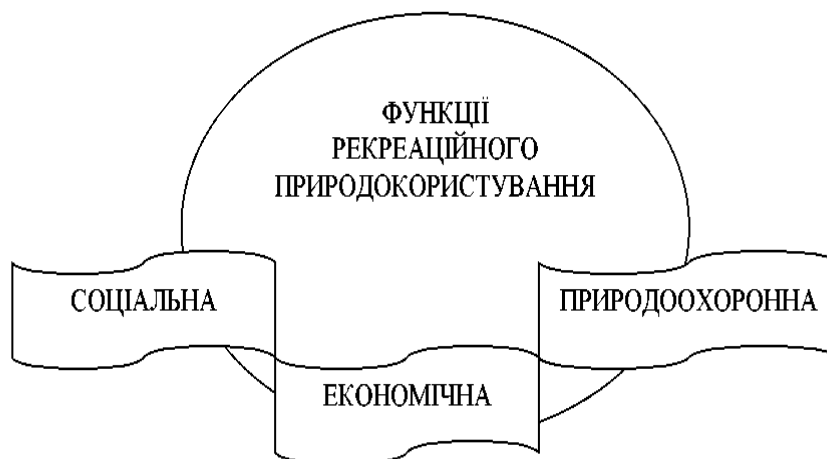 ФУНКЦІЇ
РЕКРЕАЦІЙНОГО
ПРИРОДОКОРИСТУВАННЯ
СОЦІАЛЬНА
ПРИРОДООХОРОННА
ЕКОНОМІЧНА